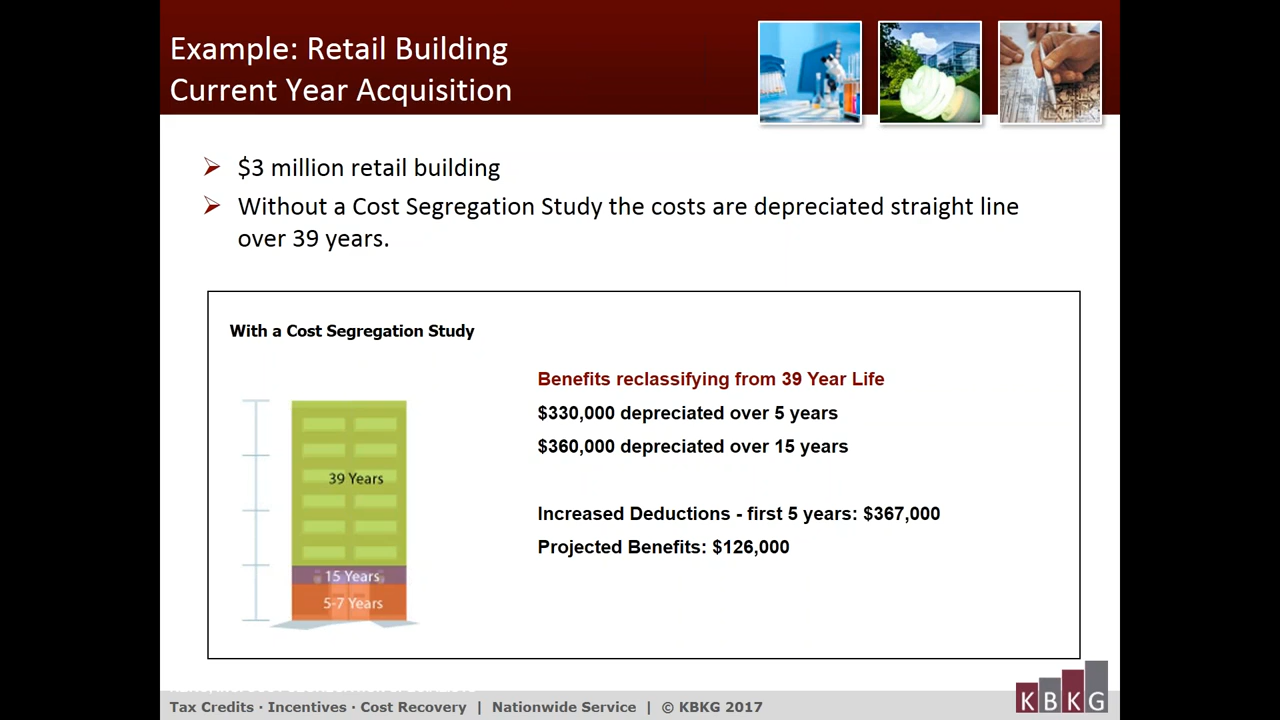 Example: Retail Building
Current Year Acquisition
$3 million retail building
Without a Cost Segregation Study the costs are depreciated straight line
over 39 years.
With a Cost Segregation Study
Benefits reclassifying from 39 Year Life
$330,000 depreciated over 5 years
$360,000 depreciated over 15 years
Increased Deductions - first 5 years: $367,000
Projected Benefits: $126,000
39 Years
15 Years
5-7 Years
Tax Credits · Incentives · Cost Recovery | Nationwide Service | © KBKG 2017
KBKG